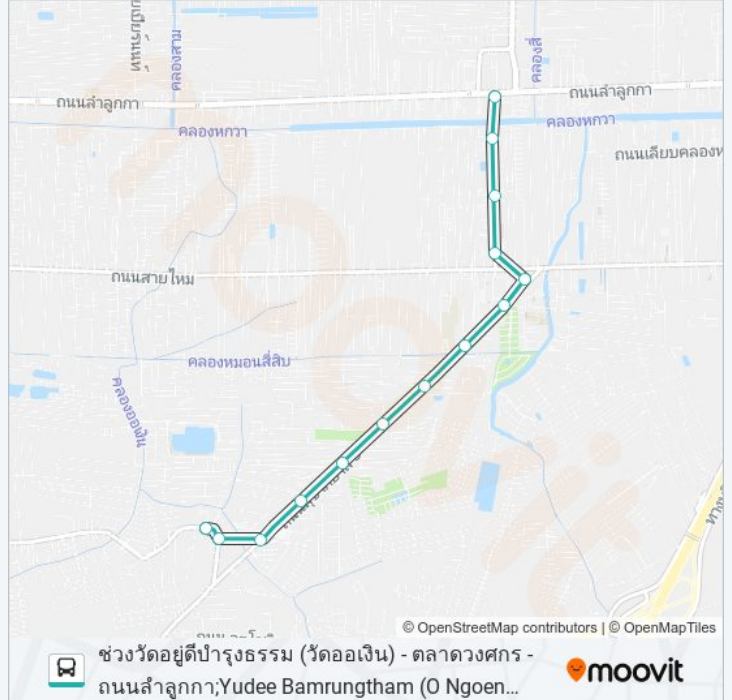 คลองสาม
คลองสี่
ถนนลำลูกกา
ถนนลำลูกกา
คลองหกวา
คลองหกวา
ถนนเลียบคลองห
ถนนสายไหม
คลองหมอนสี่สิบ
คลองออเงิน
© OpenStreetMap contributors | © OpenMapTiles
ช่วงวัดอยู่ดีบำรุงธรรม (วัดออเงิน) - ตลาดวงศกร -
ถนนลำลูกกา;Yudee Bamrungtham (O Ngoen...
moovit